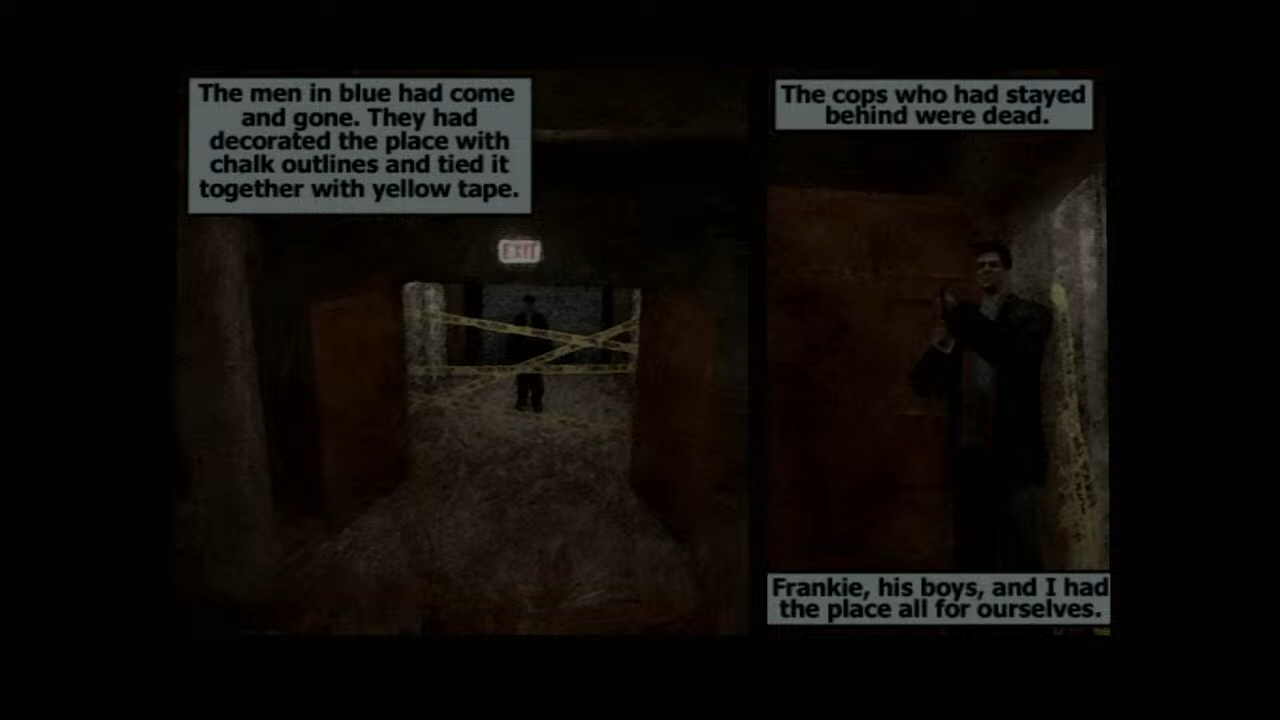 The men in blue had come
and gone. They had
decorated the place with
chalk outlines and tied it
together with yellow tape.
EXIT
The cops who had stayed
behind were dead.
Frankie, his boys, and I had
the place all for ourselves.